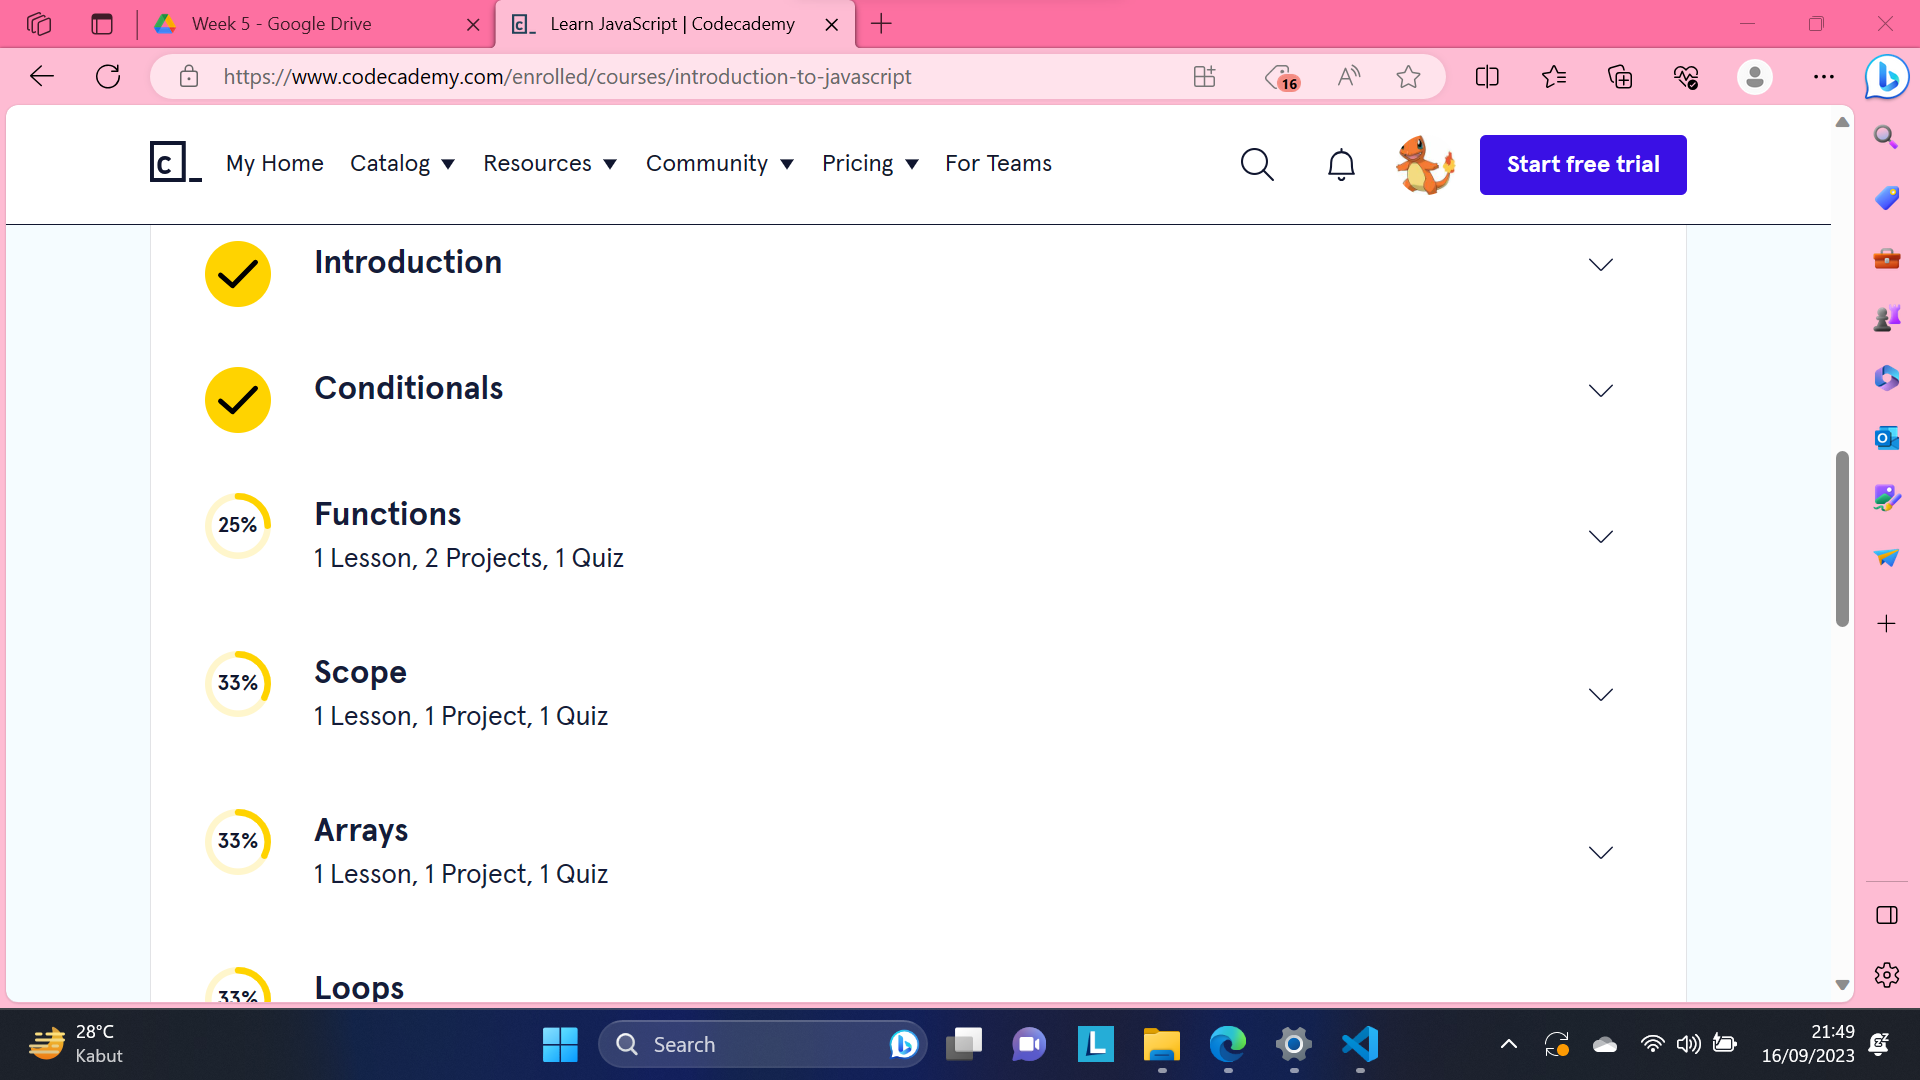 Week 5 - Google Drive
Learn JavaScript | Codecademy
https://www.codecademy.com/enrolled/courses/introduction-to-javascript
16
c_
My Home
Catalog
Resources
Community
Pricing
For Teams
Start free trial
Introduction
Conditionals
25%
Functions
1 Lesson, 2 Projects, 1 Quiz
33%
Scope
1 Lesson, 1 Project, 1 Quiz
33%
Arrays
1 Lesson, 1 Project, 1 Quiz
33%
Loops
28°C
Kabut
Search
L
21:49
16/09/2023